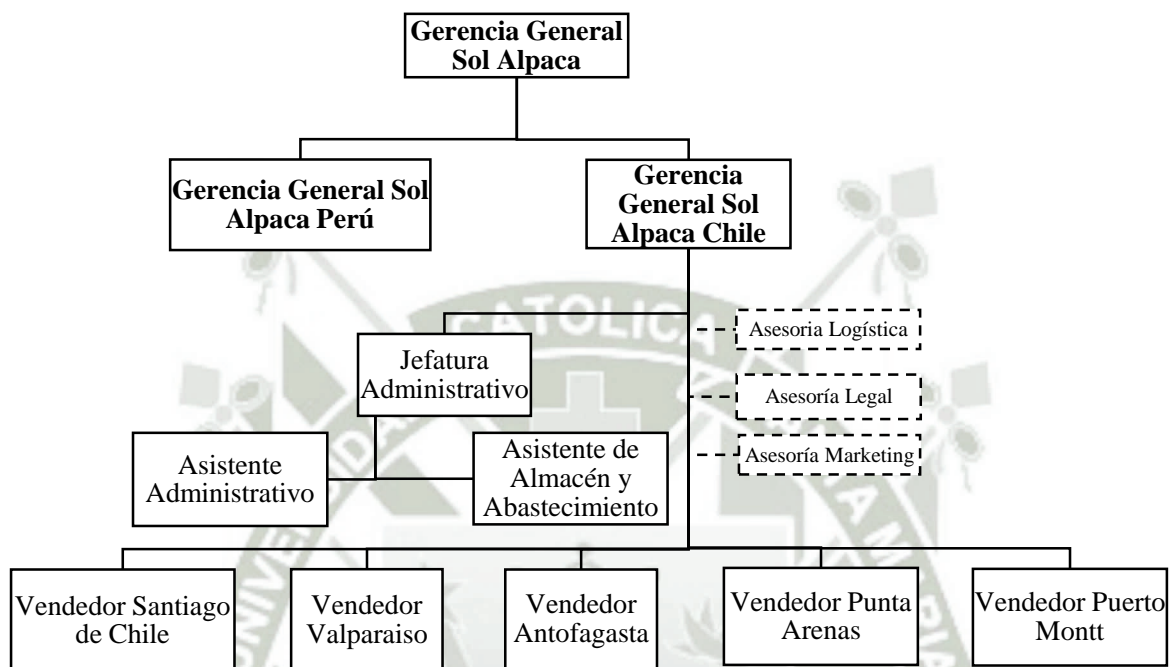 Gerencia General
Sol Alpaca
Gerencia General Sol
Alpaca Perú
Gerencia
General Sol
Alpaca Chile
Asesoria Logística
Jefatura
Administrativo
Asesoría Legal
Asesoría Marketing
Asistente
Administrativo
Asistente de
Almacén y
Abastecimiento
Vendedor Santiago
de Chile
Vendedor
Valparaiso
Vendedor
Antofagasta
Vendedor Punta
Arenas
Vendedor Puerto
Montt
CATOLICA